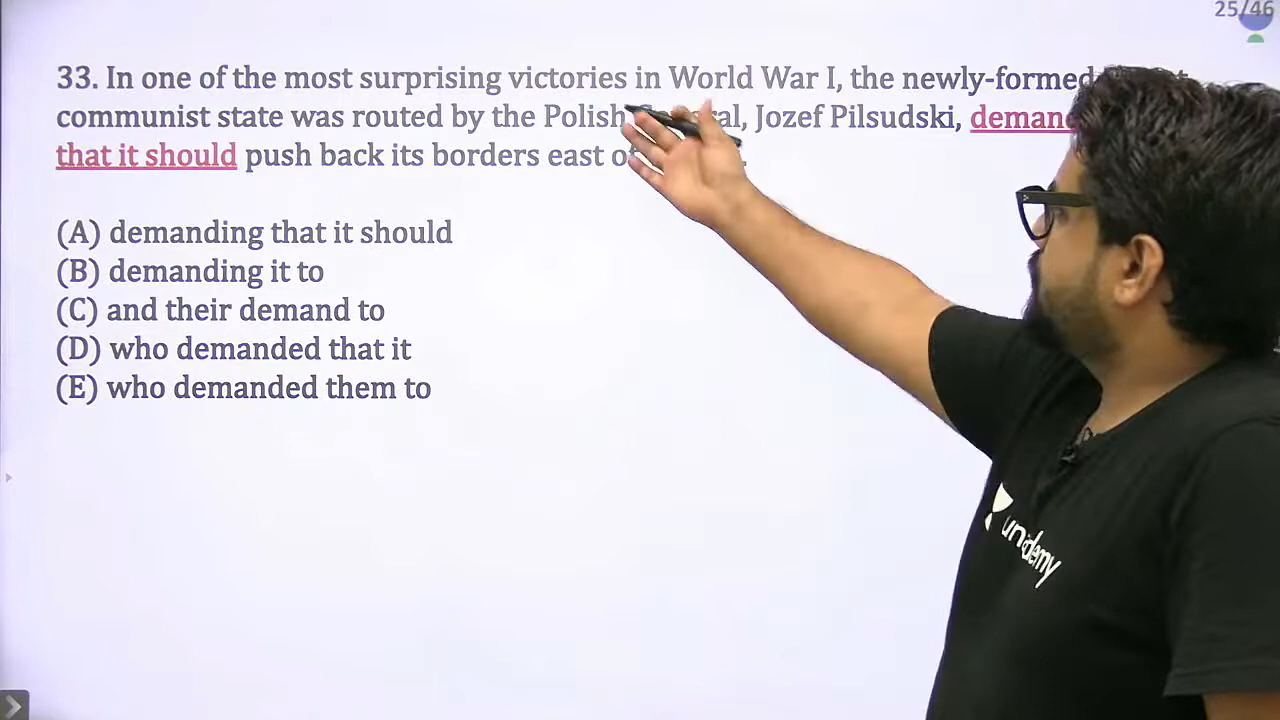 25/46
33. In one of the most surprising victories in World War I, the newly-formed
communist state was routed by the Polish General, Jozef Pilsudski,
that it should push back its borders east of
(A) demanding that it should
(B) demanding it to
(C) and their demand to
(D) who demanded that it
(E) who demanded them to
unacademy